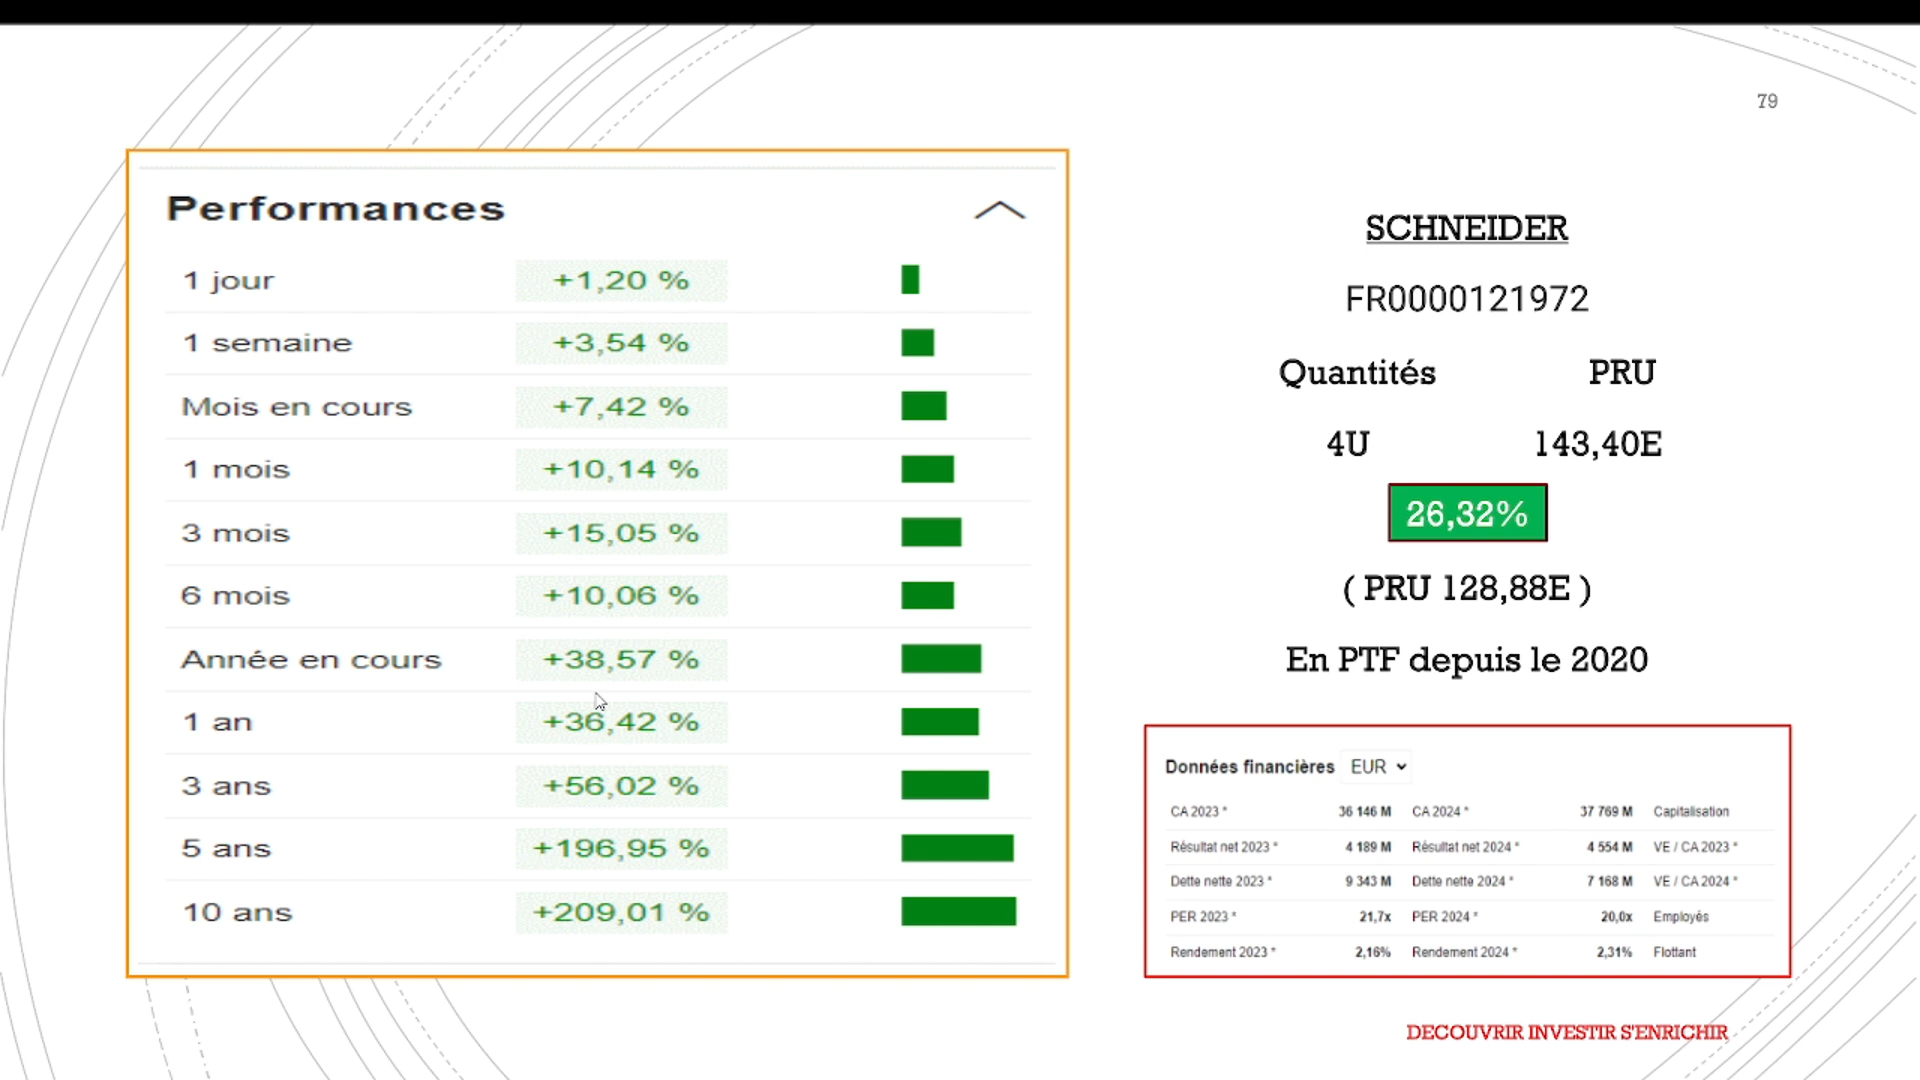 79
Performances
1 jour +1,20 %
1 semaine +3,54 %
Mois en cours +7,42 %
1 mois +10,14 %
3 mois +15,05 %
6 mois +10,06 %
Année en cours +38,57 %
1 an +36,42 %
3 ans +56,02 %
5 ans +196,95 %
10 ans +209,01 %
SCHNEIDER
FR0000121972
Quantités PRU
4U 143,40E
26,32%
( PRU 128,88E )
En PTF depuis le 2020
Données financières EUR
CA 2023 * 36 146 M CA 2024 * 37 769 M Capitalisation
Résultat net 2023 * 4 189 M Résultat net 2024 * 4 554 M VE / CA 2023 *
Dette nette 2023 * 9 343 M Dette nette 2024 * 7 168 M VE / CA 2024 *
PER 2023 * 21,7x PER 2024 * 20,0x Employés
Rendement 2023 * 2,16% Rendement 2024 * 2,31% Flottant
DECOUVRIR INVESTIR S'ENRICHIR